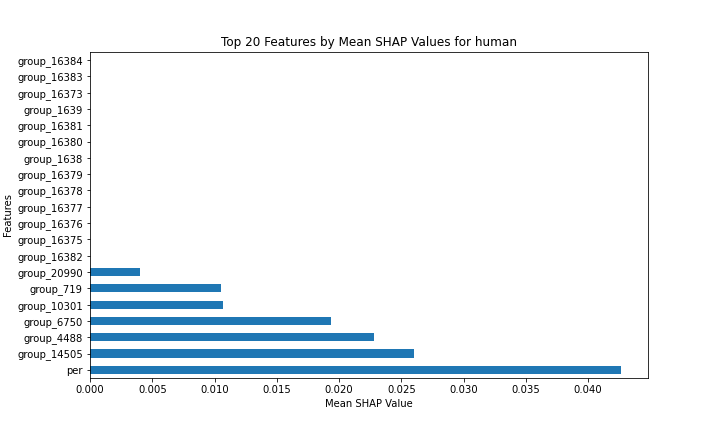 Top 20 Features by Mean SHAP Values for human
Features
group_16384
group_16383
group_16373
group_1639
group_16381
group_16380
group_1638
group_16379
group_16378
group_16377
group_16376
group_16375
group_16382
group_20990
group_719
group_10301
group_6750
group_4488
group_14505
per
0.000 0.005 0.010 0.015 0.020 0.025 0.030 0.035 0.040
Mean SHAP Value